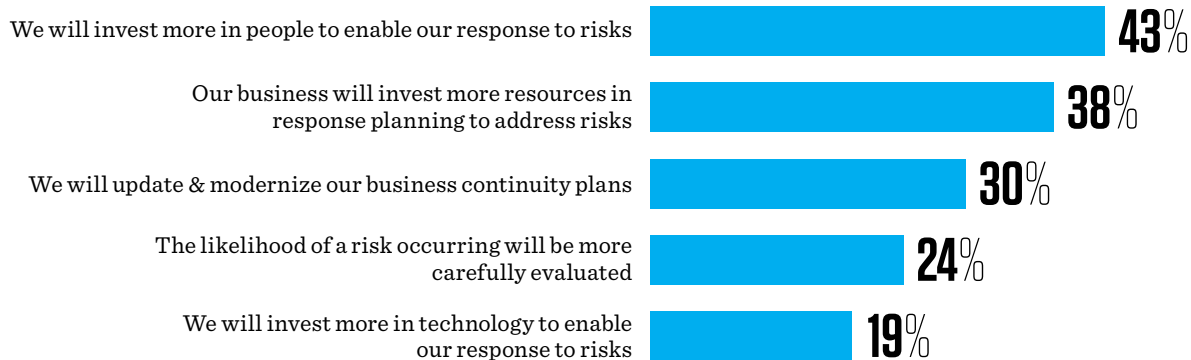 We will invest more in people to enable our response to risks
43%
Our business will invest more resources in
response planning to address risks
38%
We will update & modernize our business continuity plans
30%
The likelihood of a risk occurring will be more
carefully evaluated
24%
We will invest more in technology to enable
our response to risks
19%